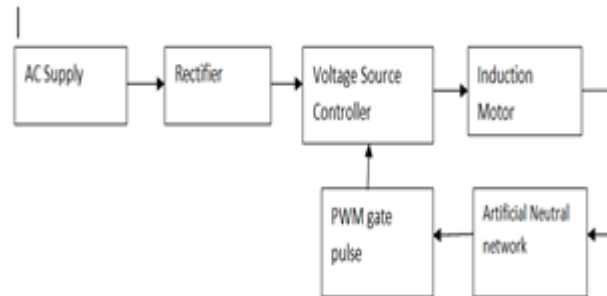 AC Supply
Rectifier
Voltage Source
Controller
Induction
Motor
PWM gate
pulse
Artificial Neutral
network